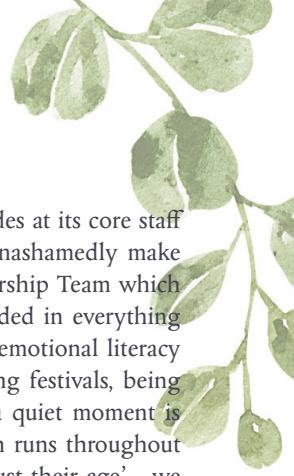 des at its core staff
nashamedly make
rship Team which
ded in everything
emotional literacy
ng festivals, being
quiet moment is
runs throughout
ust their age’ we